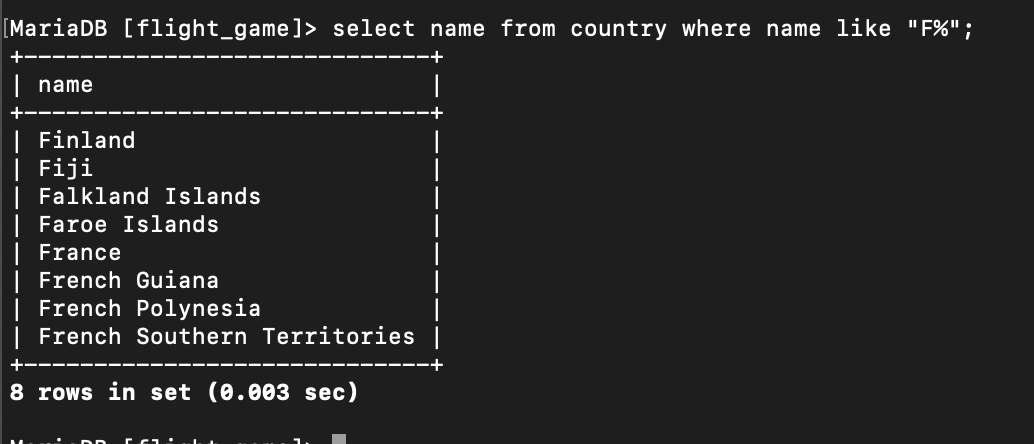 [MariaDB [flight_game]> select name from country where name like "F%";
+------------------------------+
| name                         |
+------------------------------+
| Finland                      |
| Fiji                         |
| Falkland Islands             |
| Faroe Islands                |
| France                       |
| French Guiana                |
| French Polynesia             |
| French Southern Territories  |
+------------------------------+
8 rows in set (0.003 sec)
MariaDB [flight_game]>